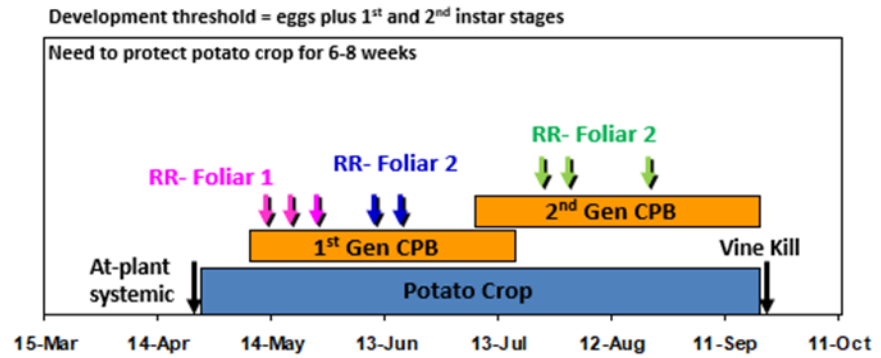 Development threshold = eggs plus 1st and 2nd instar stages
Need to protect potato crop for 6-8 weeks
RR- Foliar 2
RR- Foliar 1
RR- Foliar 2
2nd Gen CPB
1st Gen CPB
At-plant
systemic
Vine Kill
Potato Crop
15-Mar 14-Apr 14-May 13-Jun 13-Jul 12-Aug 11-Sep 11-Oct